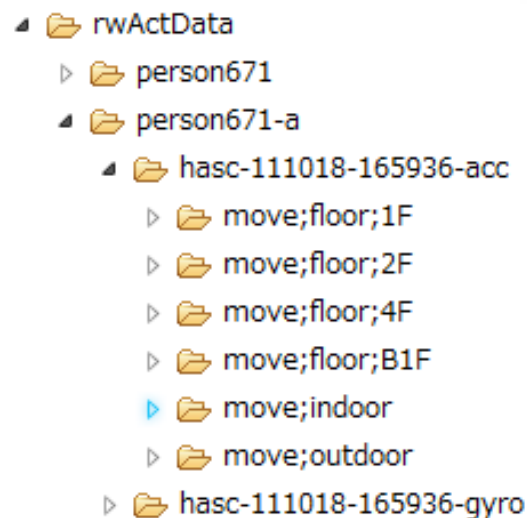 rwActData
person671
person671-a
hasc-111018-165936-acc
move;floor;1F
move;floor;2F
move;floor;4F
move;floor;B1F
move;indoor
move;outdoor
hasc-111018-165936-gyro